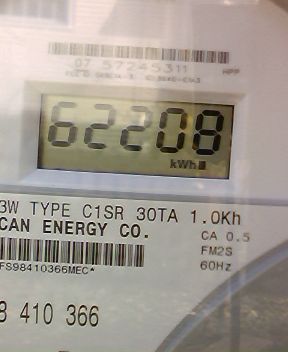 07 57245311
62208
kWh
3W TYPE C1SR 30TA 1.0Kh
CAN ENERGY CO.
CA 0.5
FM2S
FS98410366MEC*
60Hz
8 410 366